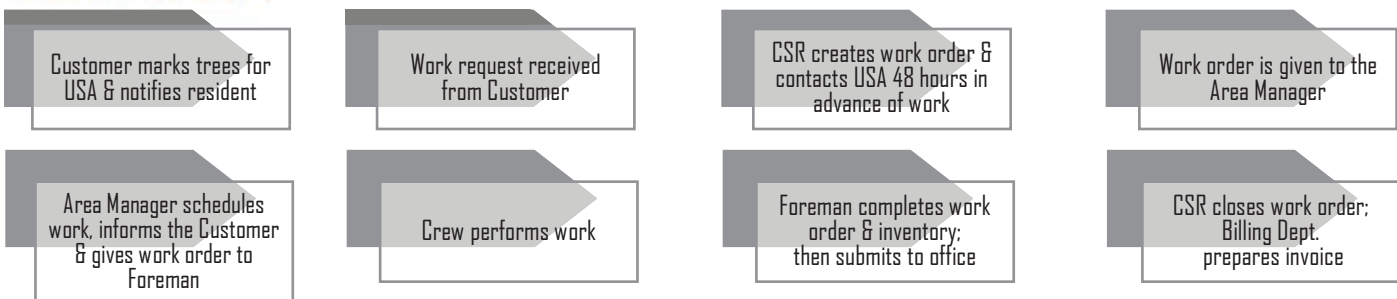 Customer marks trees for
USA & notifies resident
Work request received
from Customer
CSR creates work order &
contacts USA 48 hours in
advance of work
Work order is given to the
Area Manager
Area Manager schedules
work, informs the Customer
& gives work order to
Foreman
Crew performs work
Foreman completes work
order & inventory;
then submits to office
CSR closes work order;
Billing Dept.
prepares invoice